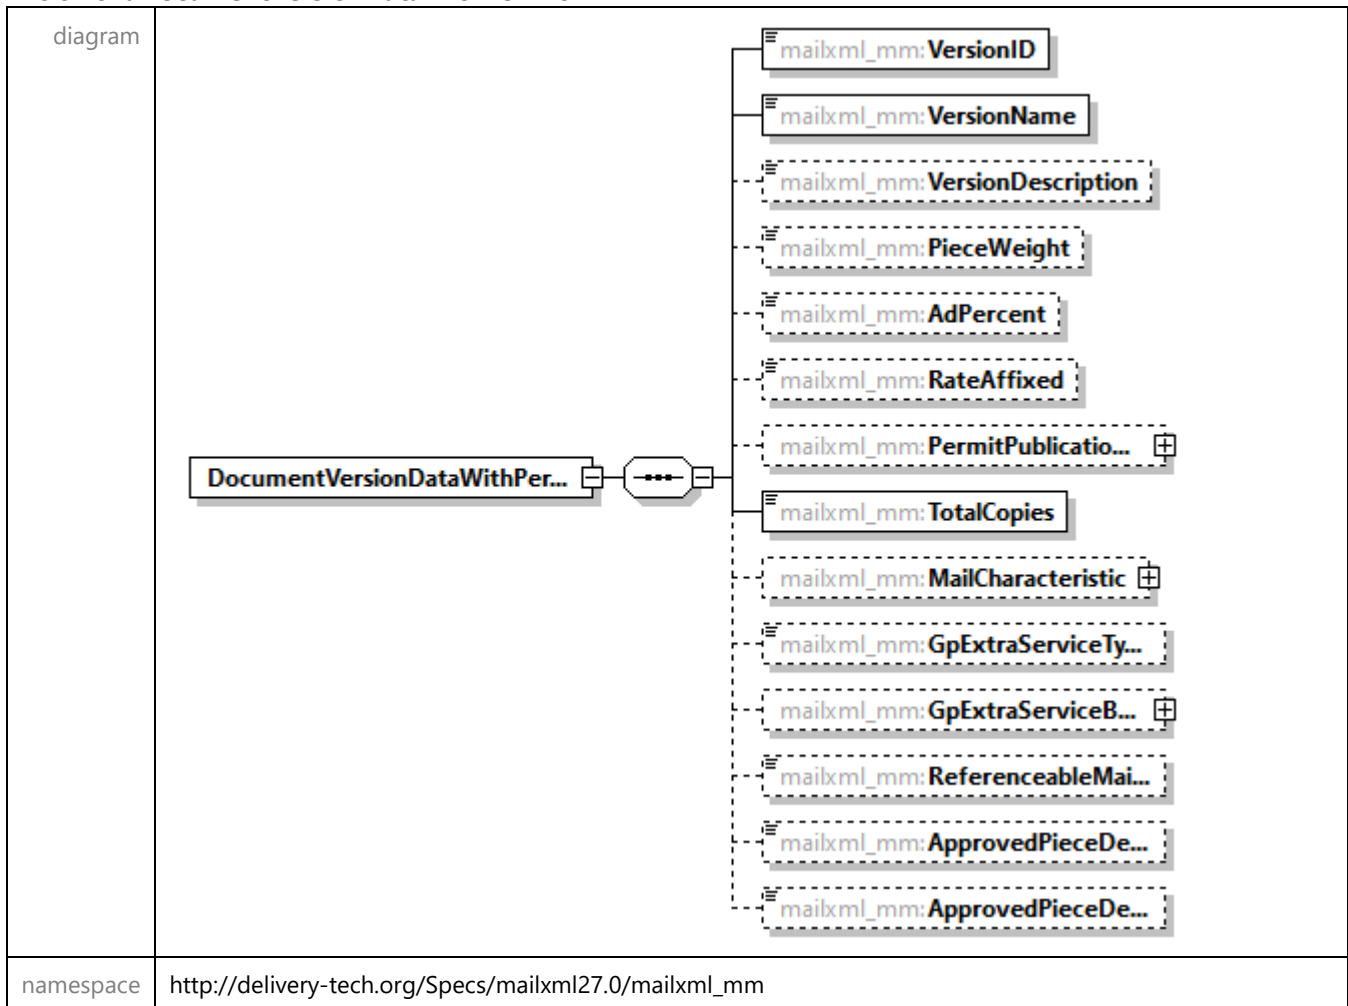 diagram
mailxml_mm:VersionID
mailxml_mm:VersionName
mailxml_mm:VersionDescription
mailxml_mm:PieceWeight
mailxml_mm:AdPercent
mailxml_mm:RateAffixed
mailxml_mm:PermitPublicatio...
DocumentVersionDataWithPer...
mailxml_mm:TotalCopies
mailxml_mm:MailCharacteristic
mailxml_mm:GpExtraServiceTy...
mailxml_mm:GpExtraServiceB...
mailxml_mm:ReferenceableMai...
mailxml_mm:ApprovedPieceDe...
mailxml_mm:ApprovedPieceDe...
namespace
http://delivery-tech.org/Specs/mailxml27.0/mailxml_mm